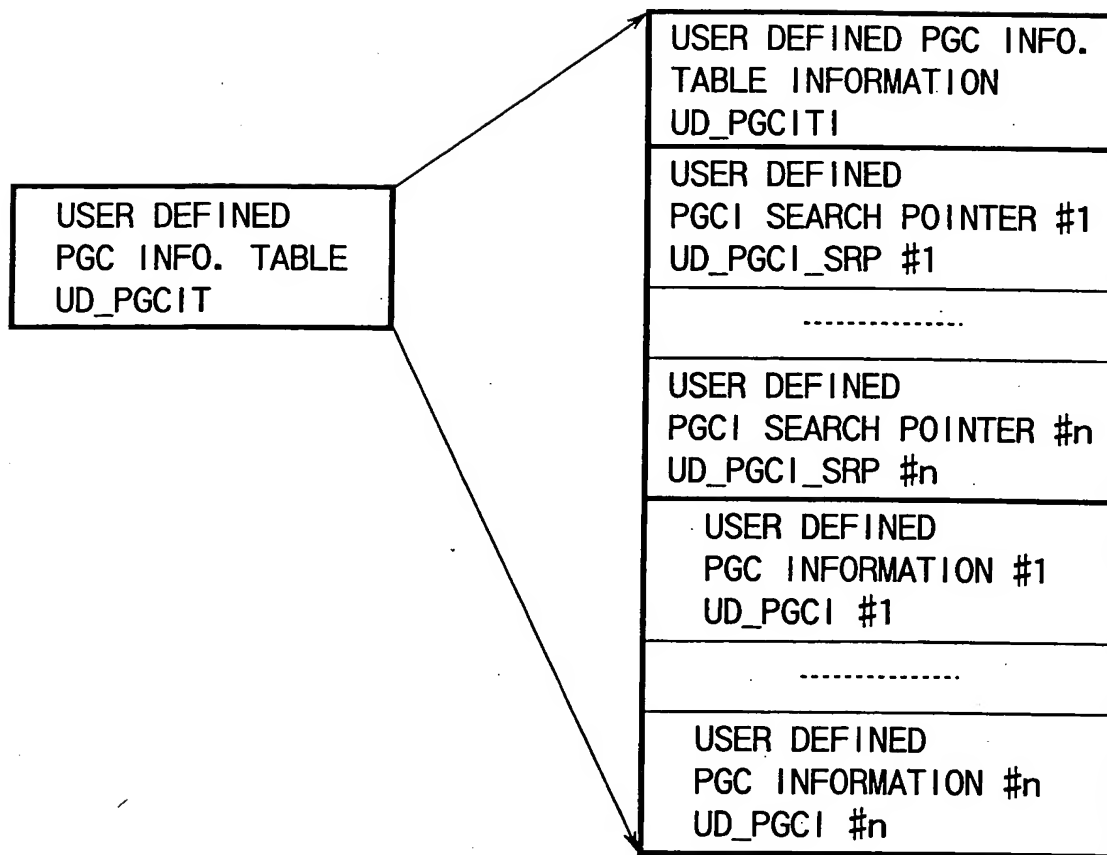 USER DEFINED
PGC INFO. TABLE
UD_PGCIT
USER DEFINED PGC INFO.
TABLE INFORMATION
UD_PGCITI
USER DEFINED
PGCI SEARCH POINTER #1
UD_PGCI_SRP #1
USER DEFINED
PGCI SEARCH POINTER #n
UD_PGCI_SRP #n
USER DEFINED
PGC INFORMATION #1
UD_PGCI #1
USER DEFINED
PGC INFORMATION #n
UD_PGCI #n